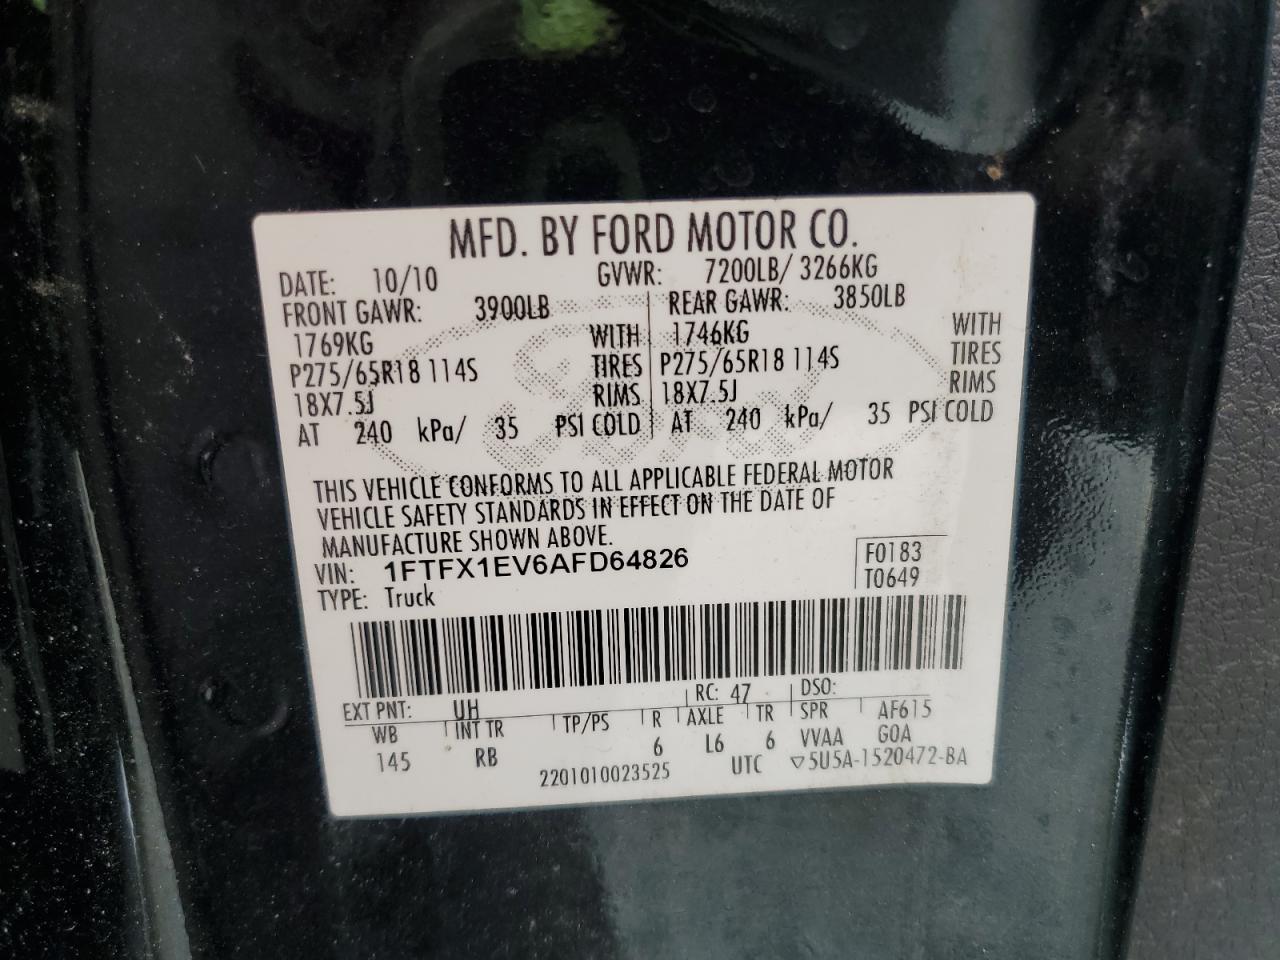 MFD. BY FORD MOTOR CO.
DATE: 10/10 GVWR: 7200LB/ 3266KG
FRONT GAWR: 3900LB REAR GAWR: 3850LB
1769KG WITH 1746KG WITH
P275/65R18 114S TIRES P275/65R18 114S TIRES
18X7.5J RIMS 18X7.5J RIMS
AT 240 kPa/ 35 PSI COLD AT 240 kPa/ 35 PSI COLD
THIS VEHICLE CONFORMS TO ALL APPLICABLE FEDERAL MOTOR
VEHICLE SAFETY STANDARDS IN EFFECT ON THE DATE OF
MANUFACTURE SHOWN ABOVE.
VIN: 1FTFX1EV6AFD64826 F0183
TYPE: Truck T0649
EXT PNT: UH RC: 47 DSO:
WB INT TR TP/PS R AXLE TR SPR AF615
145 RB 6 L6 6 VVAA GOA
2201010023525 UTC ▽5U5A-1520472-BA